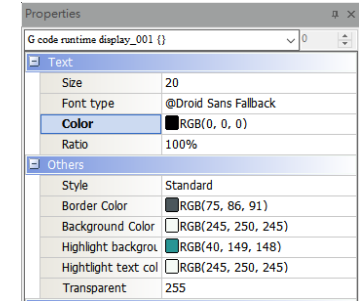 Properties
G code runtime display_001 {}
0
Text
Size 20
Font type @Droid Sans Fallback
Color RGB(0, 0, 0)
Ratio 100%
Others
Style Standard
Border Color RGB(75, 86, 91)
Background Color RGB(245, 250, 245)
Highlight backgrou RGB(40, 149, 148)
Hightlight text col RGB(245, 250, 245)
Transparent 255